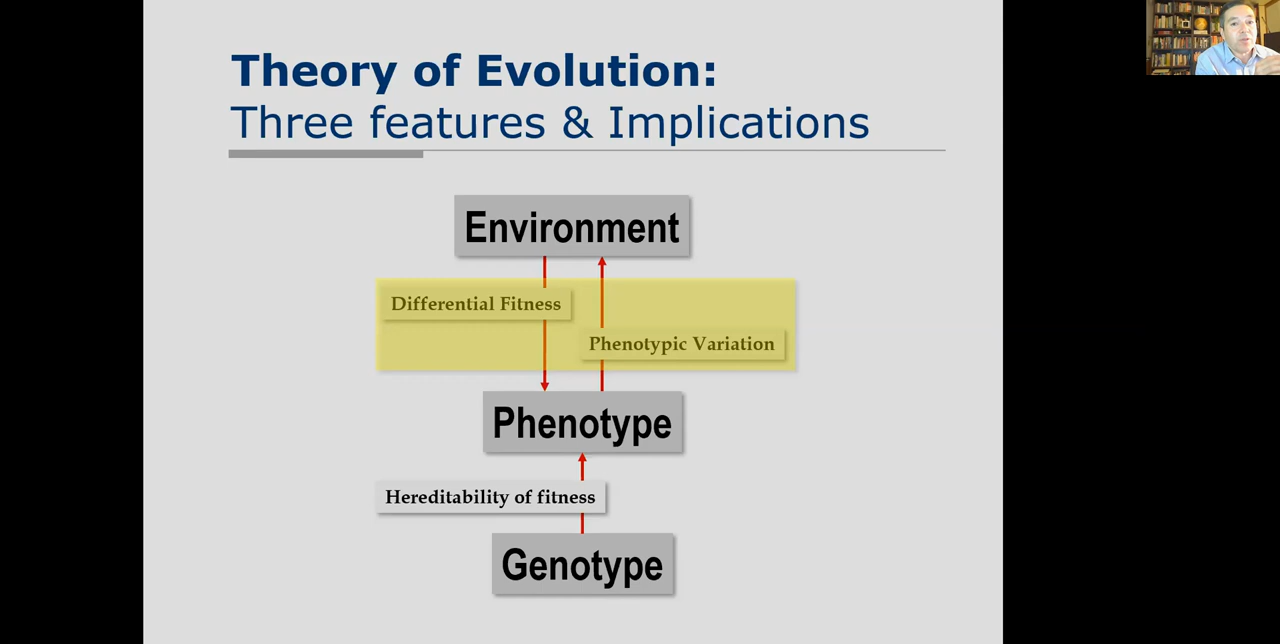 Theory of Evolution:
Three features & Implications
Environment
Differential Fitness
Phenotypic Variation
Phenotype
Hereditability of fitness
Genotype